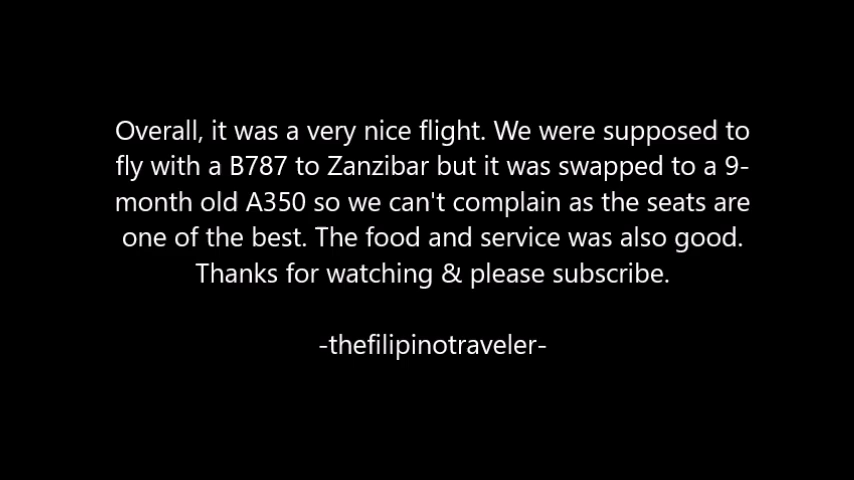 Overall, it was a very nice flight. We were supposed to
fly with a B787 to Zanzibar but it was swapped to a 9-
month old A350 so we can't complain as the seats are
one of the best. The food and service was also good.
Thanks for watching & please subscribe.
-thefilipinotraveler-